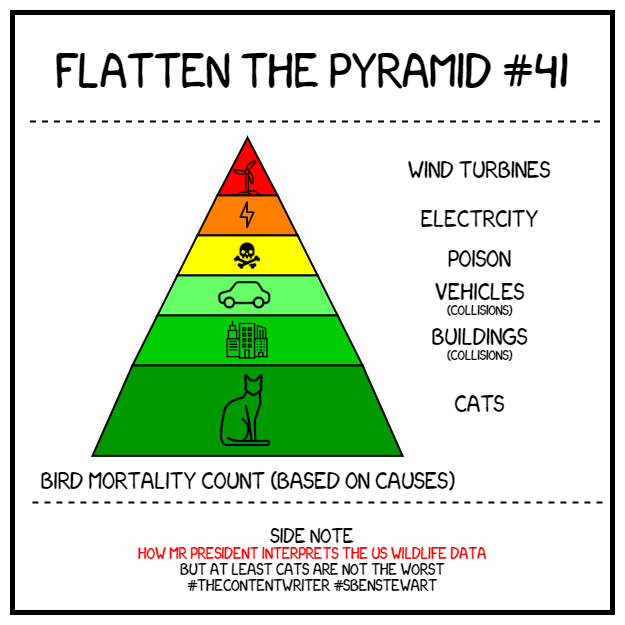 FLATTEN THE PYRAMID #41
WIND TURBINES
ELECTRCITY
POISON
VEHICLES
(COLLISIONS)
BUILDINGS
(COLLISIONS)
CATS
BIRD MORTALITY COUNT (BASED ON CAUSES)
SIDE NOTE
HOW MR PRESIDENT INTERPRETS THE US WILDLIFE DATA
BUT AT LEAST CATS ARE NOT THE WORST
#THECONTENTWRITER #SBENSTEWART